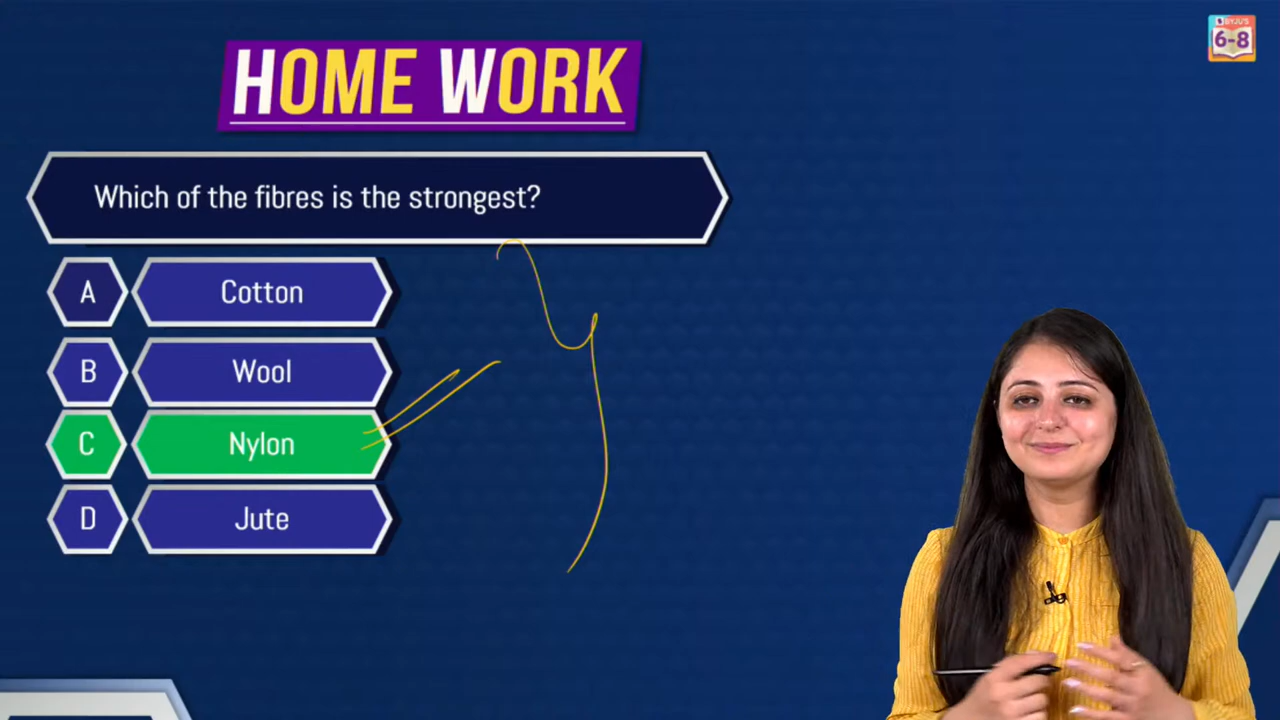 BYJU'S
6-8
HOME WORK
Which of the fibres is the strongest?
A Cotton
B Wool
C Nylon
D Jute